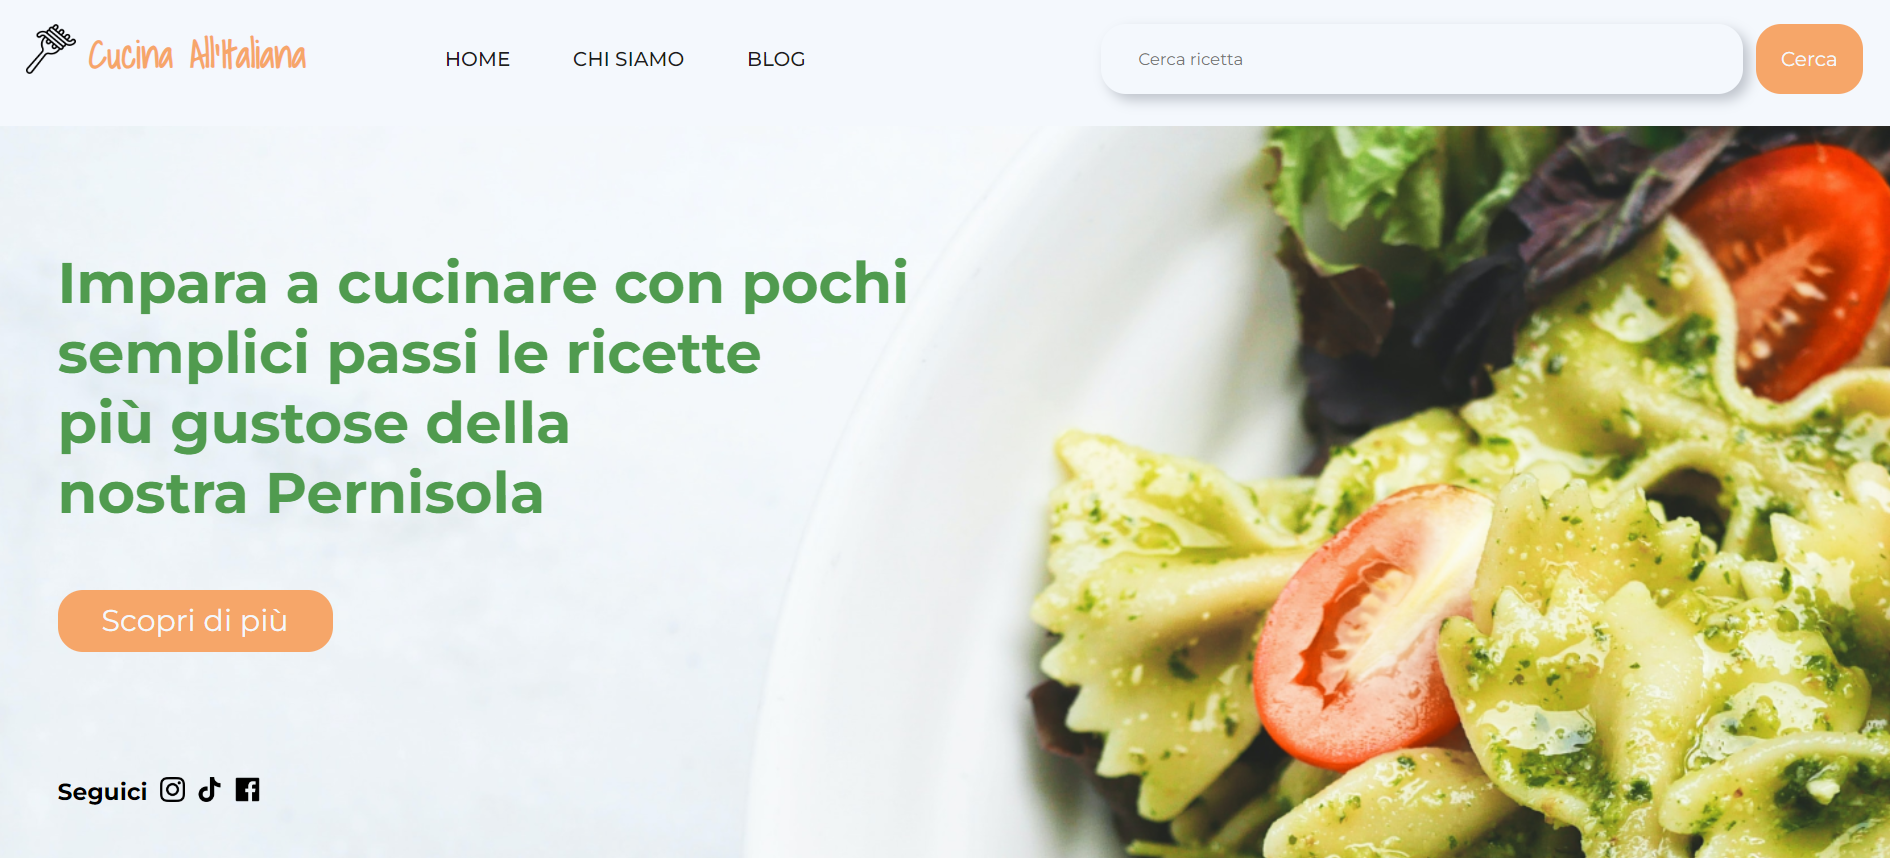 Cucina All'Italiana
HOME CHI SIAMO BLOG
Cerca ricetta
Cerca
Impara a cucinare con pochi
semplici passi le ricette
più gustose della
nostra Pernisola
Scopri di più
Seguici